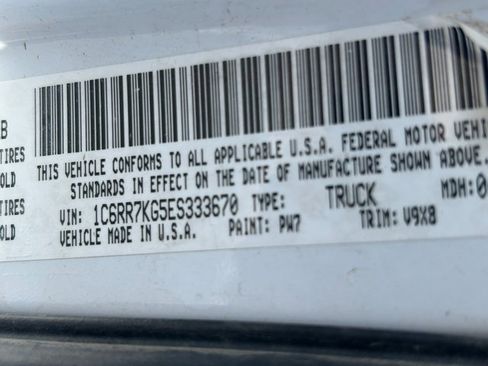 B
TIRES
OLD
TIRES
OLD
THIS VEHICLE CONFORMS TO ALL APPLICABLE U.S.A. FEDERAL MOTOR VEHI
STANDARDS IN EFFECT ON THE DATE OF MANUFACTURE SHOWN ABOVE.
VIN: 1C6RR7KG5ES333670 TYPE: TRUCK MDH: 0
VEHICLE MADE IN U.S.A. PAINT: PW7 TRIM: V9X8